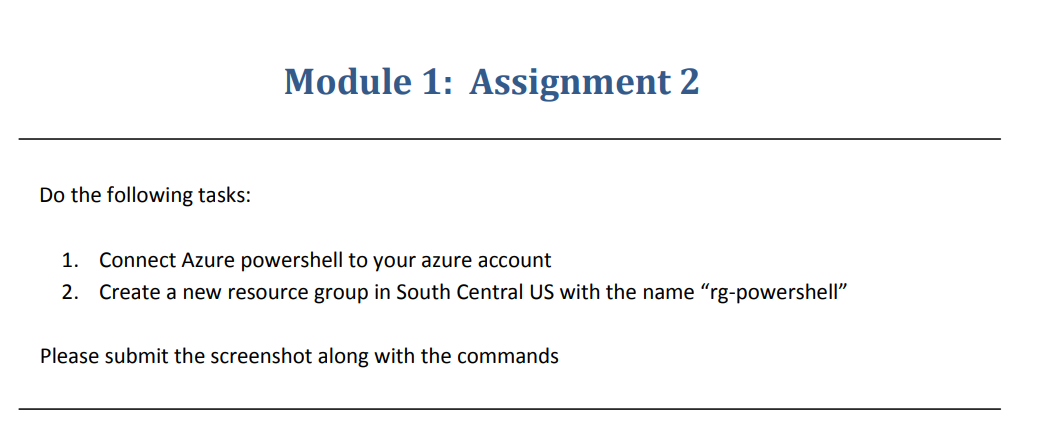 Module 1: Assignment 2
Do the following tasks:
1. Connect Azure powershell to your azure account
2. Create a new resource group in South Central US with the name “rg-powershell”
Please submit the screenshot along with the commands